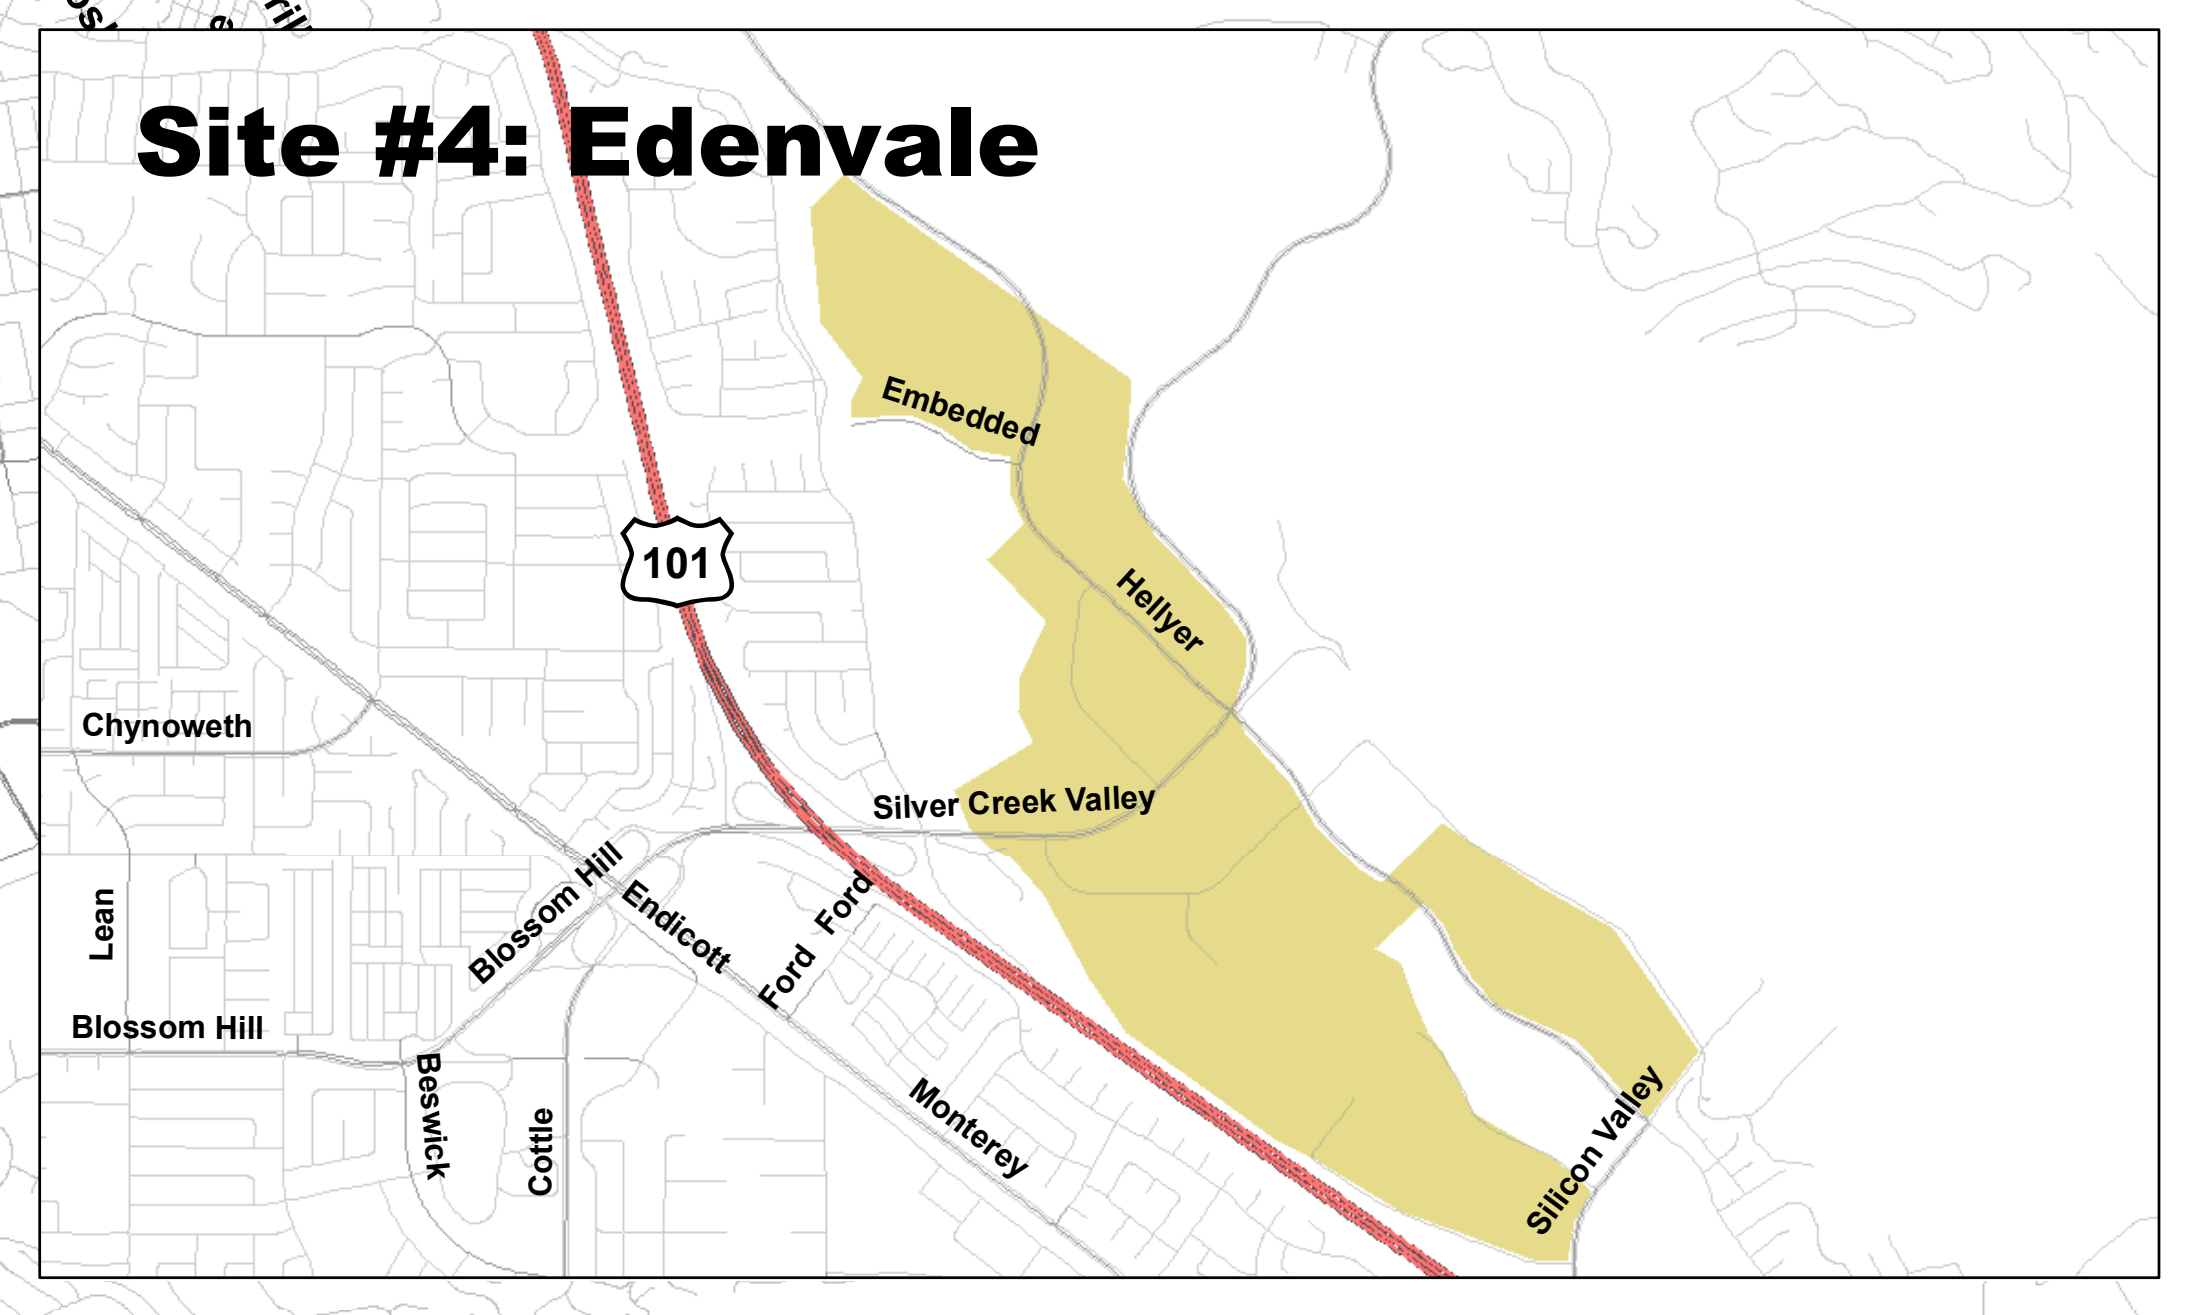 Site #4: Edenvale
Embedded
101
Hellyer
Chynoweth
Silver Creek Valley
Blossom Hill
Endicott
Ford
Ford
Lean
Blossom Hill
Beswick
Cottle
Monterey
Silicon Valley